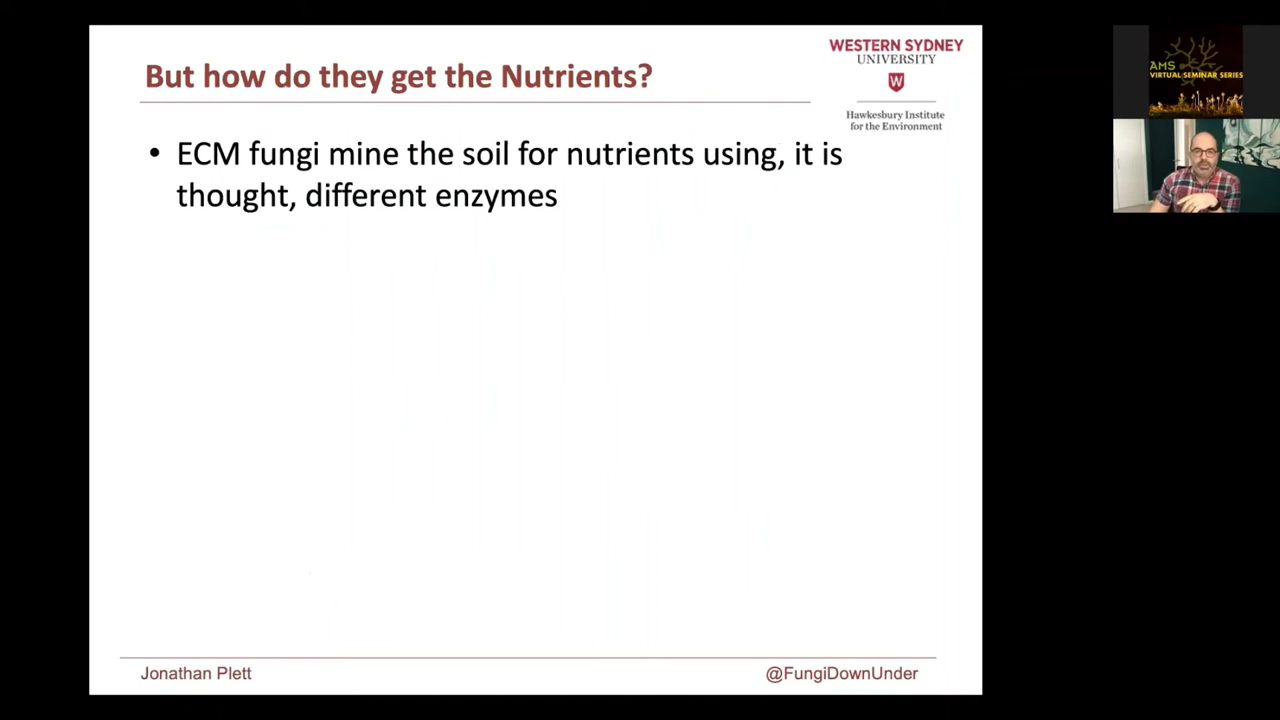 But how do they get the Nutrients?
WESTERN SYDNEY
UNIVERSITY
W
Hawkesbury Institute
for the Environment
• ECM fungi mine the soil for nutrients using, it is
thought, different enzymes
Jonathan Plett
@FungiDownUnder
AMS
VIRTUAL SEMINAR SERIES